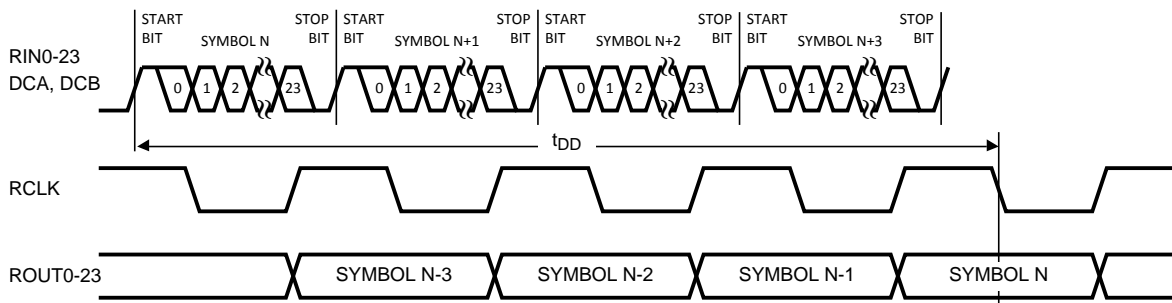 START BIT SYMBOL N STOP BIT START BIT SYMBOL N+1 STOP BIT START BIT SYMBOL N+2 STOP BIT START BIT SYMBOL N+3 STOP BIT
RIN0-23
DCA, DCB
0 1 2 23 0 1 2 23 0 1 2 23 0 1 2 23
tDD
RCLK
ROUT0-23 SYMBOL N-3 SYMBOL N-2 SYMBOL N-1 SYMBOL N